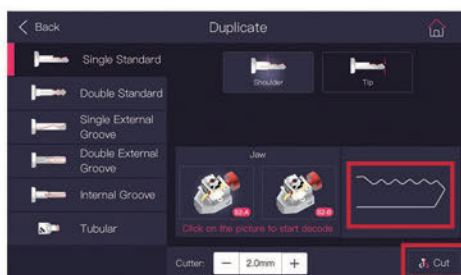 Back
Duplicate
Single Standard
Double Standard
Single External
Groove
Double External
Groove
Internal Groove
Tubular
Shoulder
Tip
Jaw
S2-A
S2-B
Click on the picture to start decode
Cutter:
−
2.0mm
+
Cut